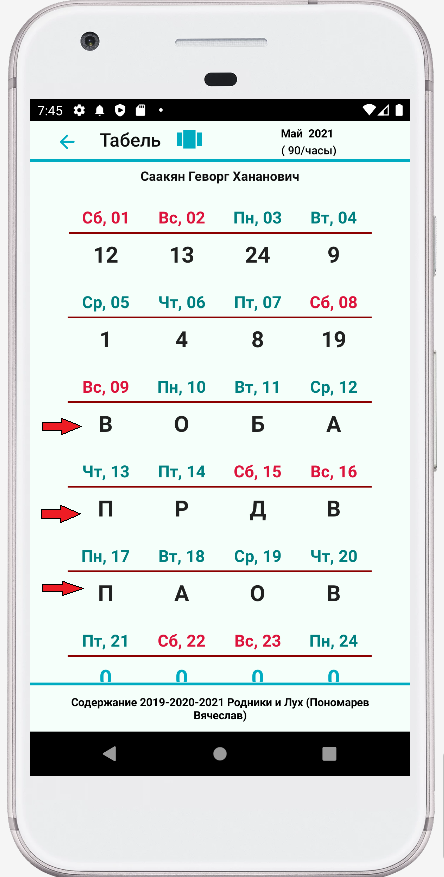 7:45
Табель
Май 2021
( 90/часы)
Саакян Геворг Хананович
Сб, 01 Вс, 02 Пн, 03 Вт, 04
12 13 24 9
Ср, 05 Чт, 06 Пт, 07 Сб, 08
1 4 8 19
Вс, 09 Пн, 10 Вт, 11 Ср, 12
В О Б А
Чт, 13 Пт, 14 Сб, 15 Вс, 16
П Р Д В
Пн, 17 Вт, 18 Ср, 19 Чт, 20
П А О В
Пт, 21 Сб, 22 Вс, 23 Пн, 24
0 0 0 0
Содержание 2019-2020-2021 Родники и Лух (Пономарев
Вячеслав)